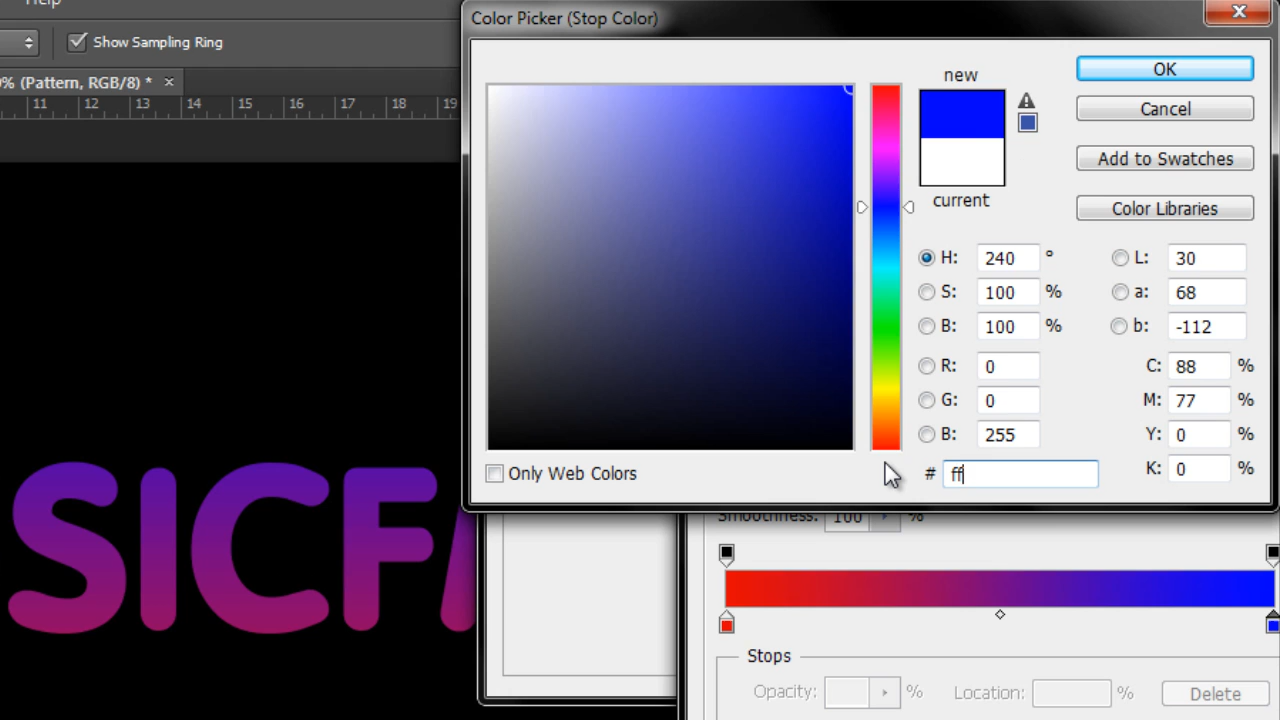 Help
Color Picker (Stop Color)
Show Sampling Ring
% (Pattern, RGB/8) * ×
11 12 13 14 15 16 17 18 19
new
current
OK
Cancel
Add to Swatches
Color Libraries
H: 240 °
S: 100 %
B: 100 %
R: 0
G: 0
B: 255
# ff
L: 30
a: 68
b: -112
C: 88 %
M: 77 %
Y: 0 %
K: 0 %
Only Web Colors
SICFA
Smoothness: 100 %
Stops
Opacity: %
Location: %
Delete